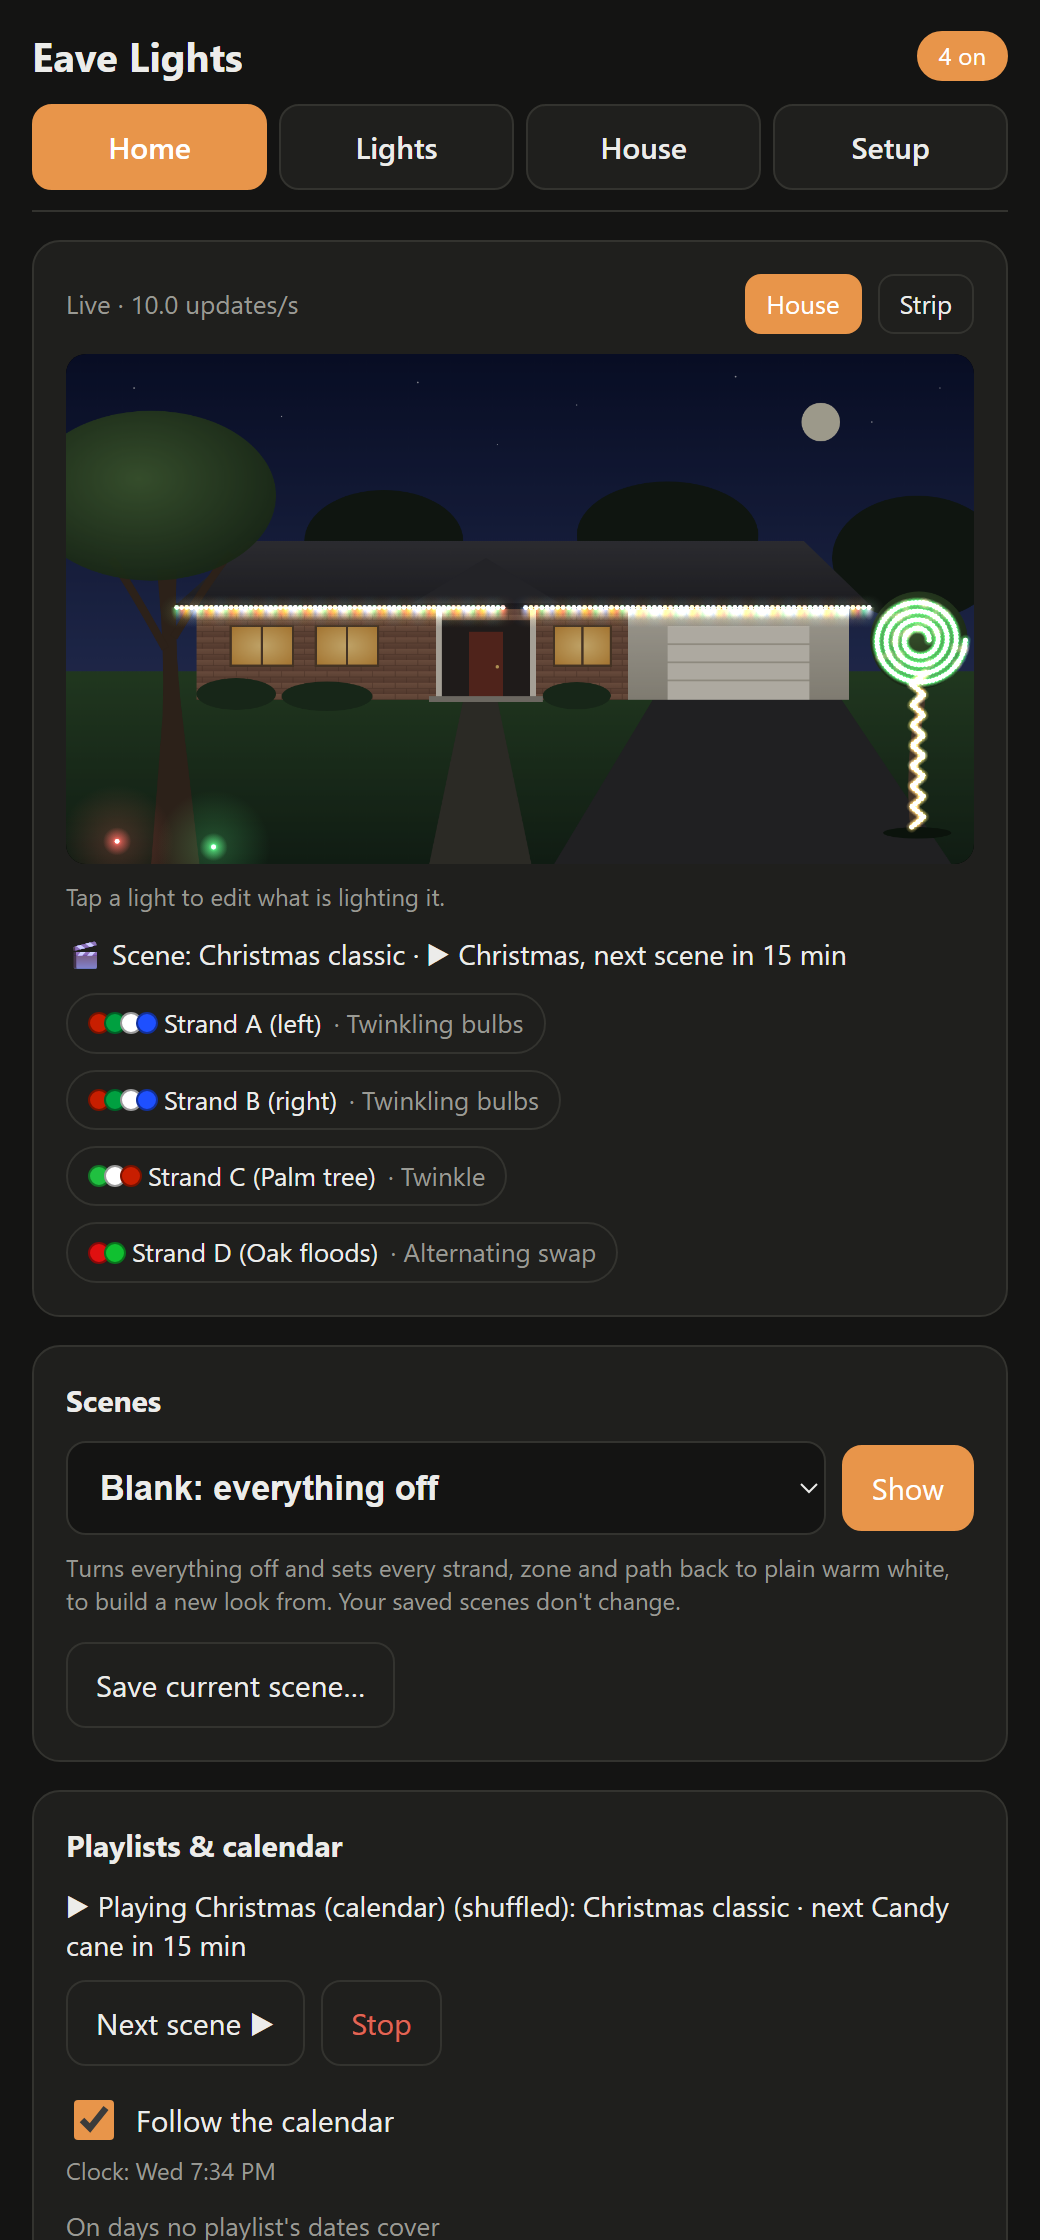 Eave Lights
4 on
Home
Lights
House
Setup
Live · 10.0 updates/s
House
Strip
Tap a light to edit what is lighting it.
🎬 Scene: Christmas classic · ▶ Christmas, next scene in 15 min
Strand A (left) · Twinkling bulbs
Strand B (right) · Twinkling bulbs
Strand C (Palm tree) · Twinkle
Strand D (Oak floods) · Alternating swap
Scenes
Blank: everything off
Show
Turns everything off and sets every strand, zone and path back to plain warm white,
to build a new look from. Your saved scenes don't change.
Save current scene...
Playlists & calendar
▶ Playing Christmas (calendar) (shuffled): Christmas classic · next Candy
cane in 15 min
Next scene ▶
Stop
Follow the calendar
Clock: Wed 7:34 PM
On days no playlist's dates cover